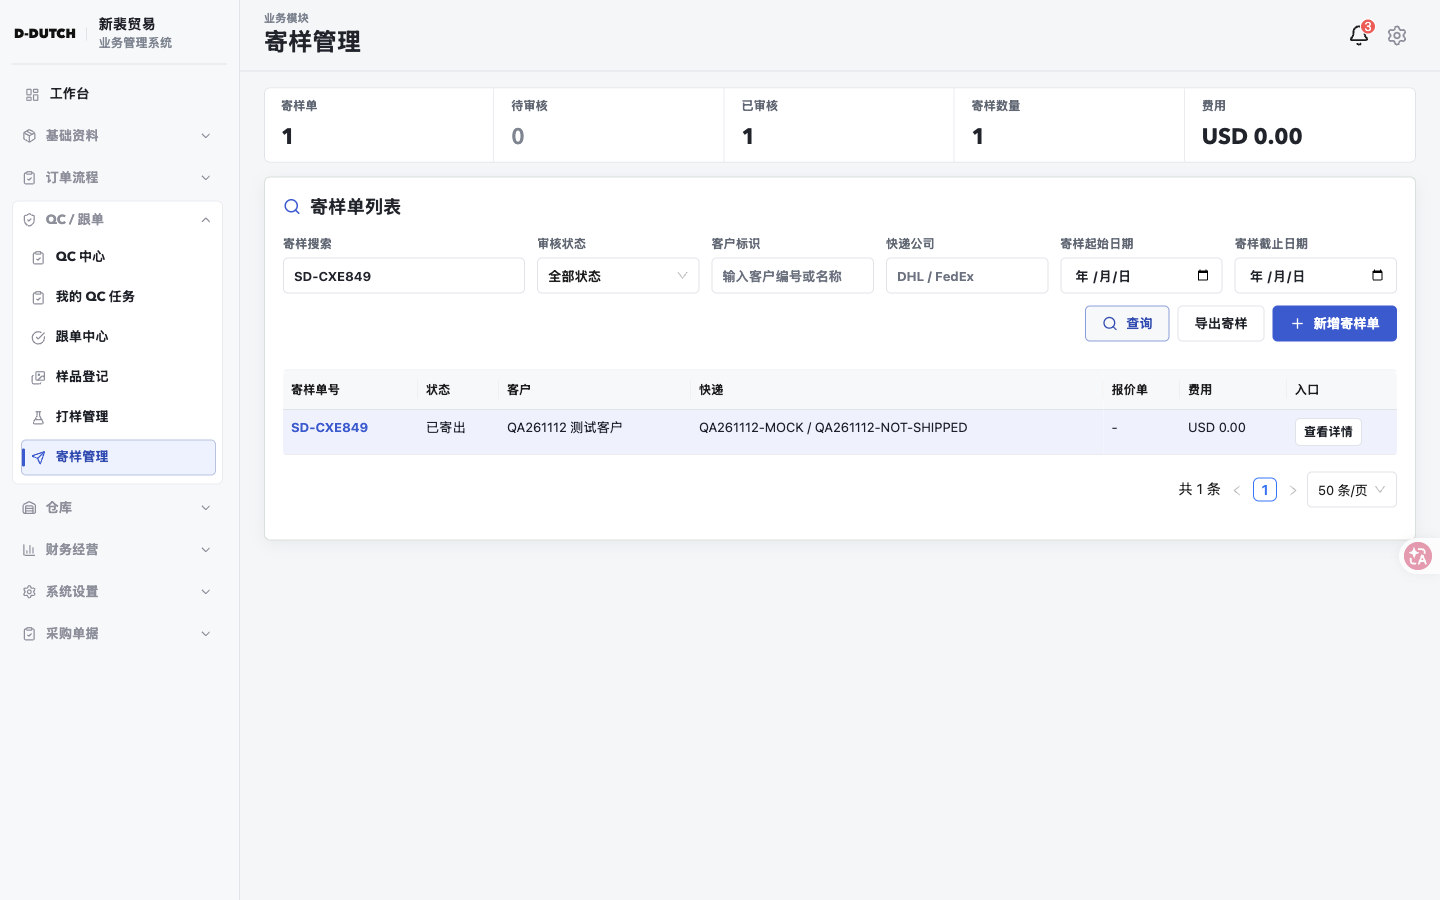 D-DUTCH
新裴贸易
业务管理系统
工作台
基础资料
订单流程
QC / 跟单
QC 中心
我的 QC 任务
跟单中心
样品登记
打样管理
寄样管理
仓库
财务经营
系统设置
采购单据
业务模块
寄样管理
3
寄样单
1
待审核
0
已审核
1
寄样数量
1
费用
USD 0.00
寄样单列表
寄样搜索
SD-CXE849
审核状态
全部状态
客户标识
输入客户编号或名称
快递公司
DHL / FedEx
寄样起始日期
年 /月/日
寄样截止日期
年 /月/日
查询
导出寄样
新增寄样单
寄样单号 状态 客户 快递 报价单 费用 入口
SD-CXE849 已寄出 QA261112 测试客户 QA261112-MOCK / QA261112-NOT-SHIPPED - USD 0.00 查看详情
共 1 条 1 50 条/页